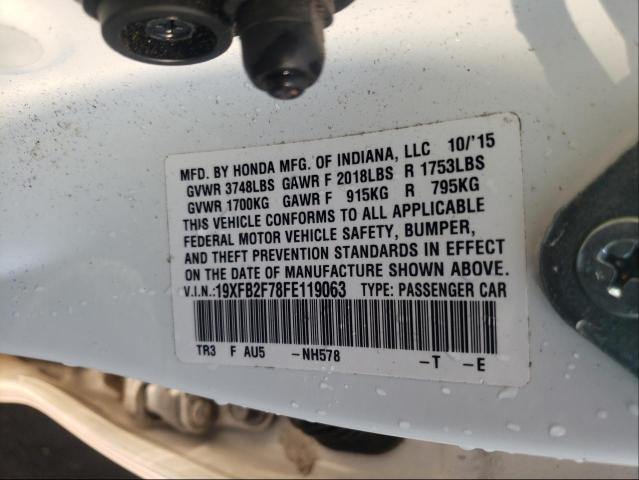 MFD. BY HONDA MFG. OF INDIANA, LLC 10/'15
GVWR 3748LBS GAWR F 2018LBS R 1753LBS
GVWR 1700KG GAWR F 915KG R 795KG
THIS VEHICLE CONFORMS TO ALL APPLICABLE
FEDERAL MOTOR VEHICLE SAFETY, BUMPER,
AND THEFT PREVENTION STANDARDS IN EFFECT
ON THE DATE OF MANUFACTURE SHOWN ABOVE.
V.I.N.:19XFB2F78FE119063 TYPE: PASSENGER CAR
TR3 F AU5 -NH578 -T -E